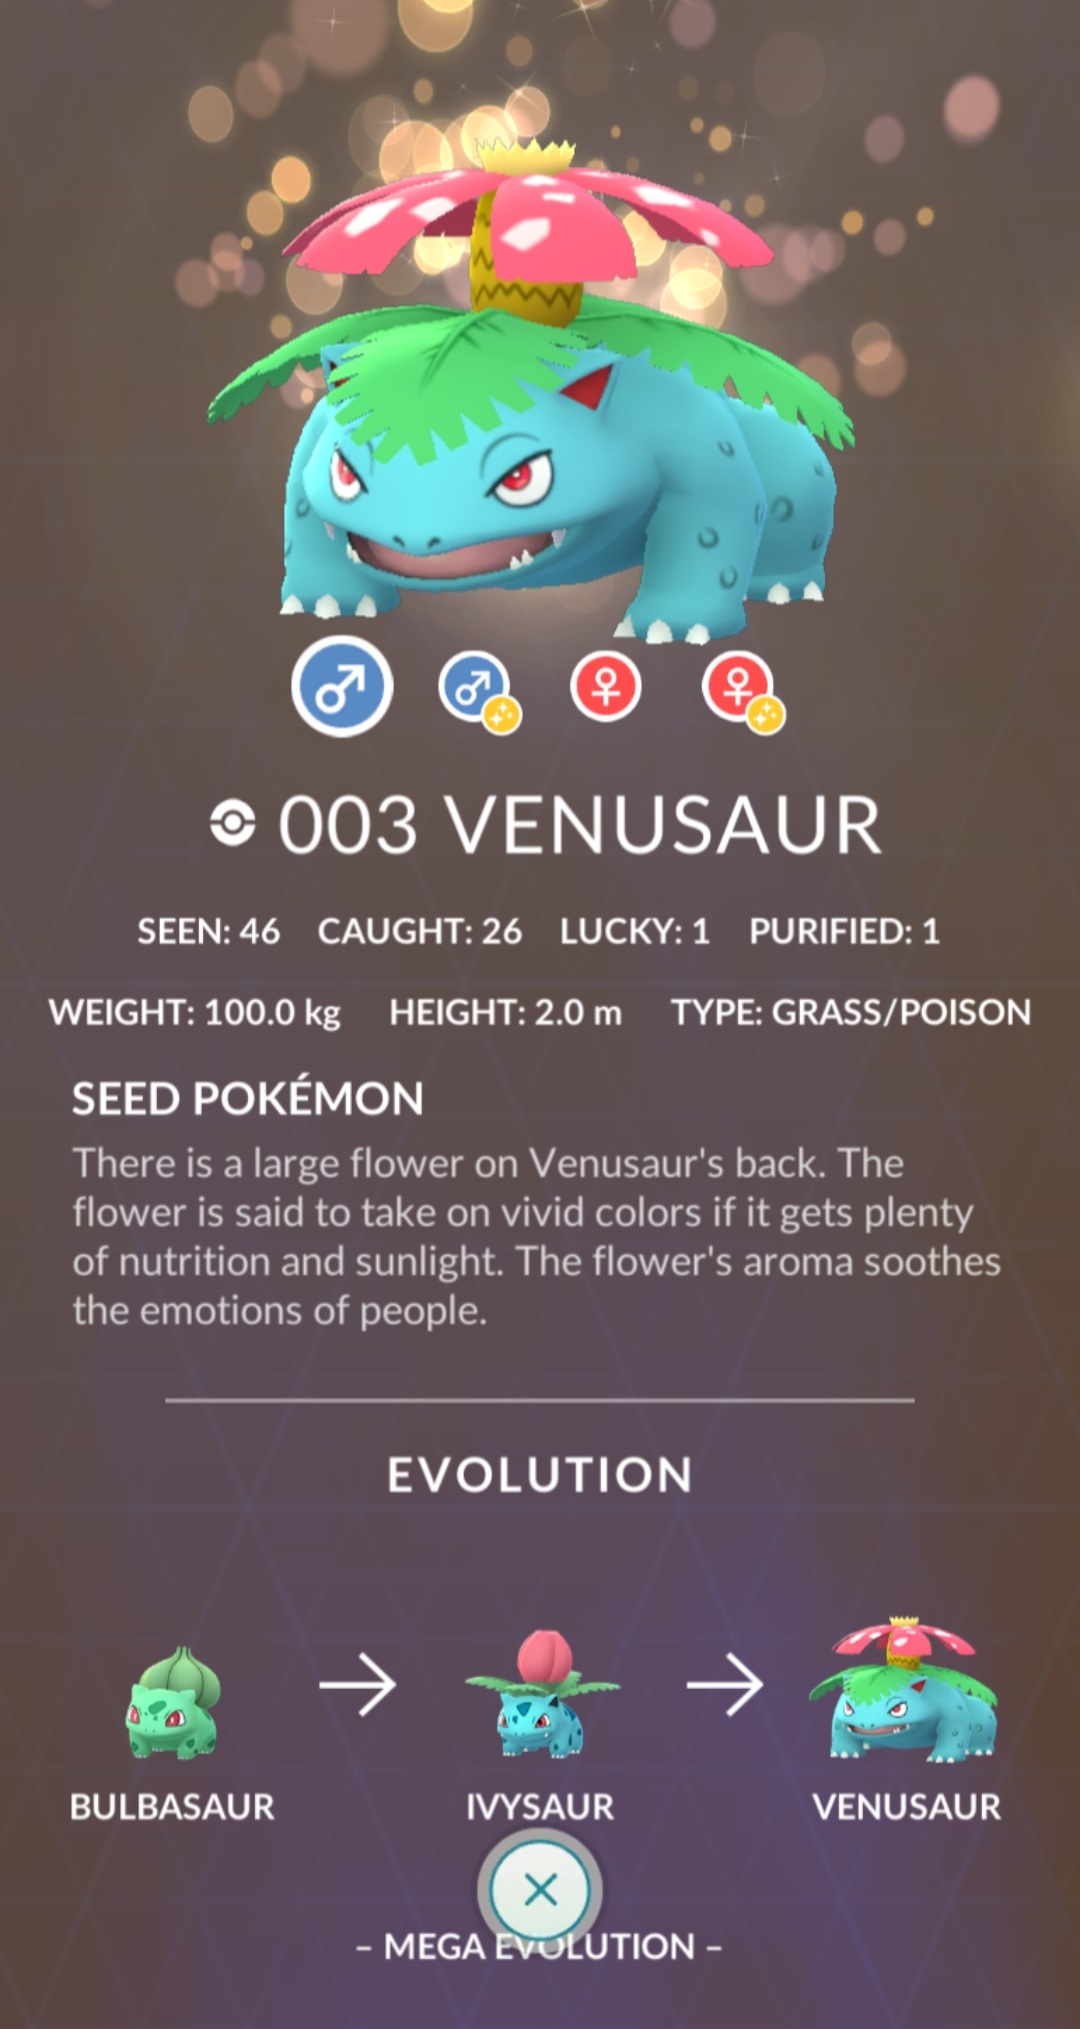 003 VENUSAUR
SEEN: 46 CAUGHT: 26 LUCKY: 1 PURIFIED: 1
WEIGHT: 100.0 kg HEIGHT: 2.0 m TYPE: GRASS/POISON
SEED POKÉMON
There is a large flower on Venusaur's back. The
flower is said to take on vivid colors if it gets plenty
of nutrition and sunlight. The flower's aroma soothes
the emotions of people.
EVOLUTION
BULBASAUR IVYSAUR VENUSAUR
– MEGA EVOLUTION –